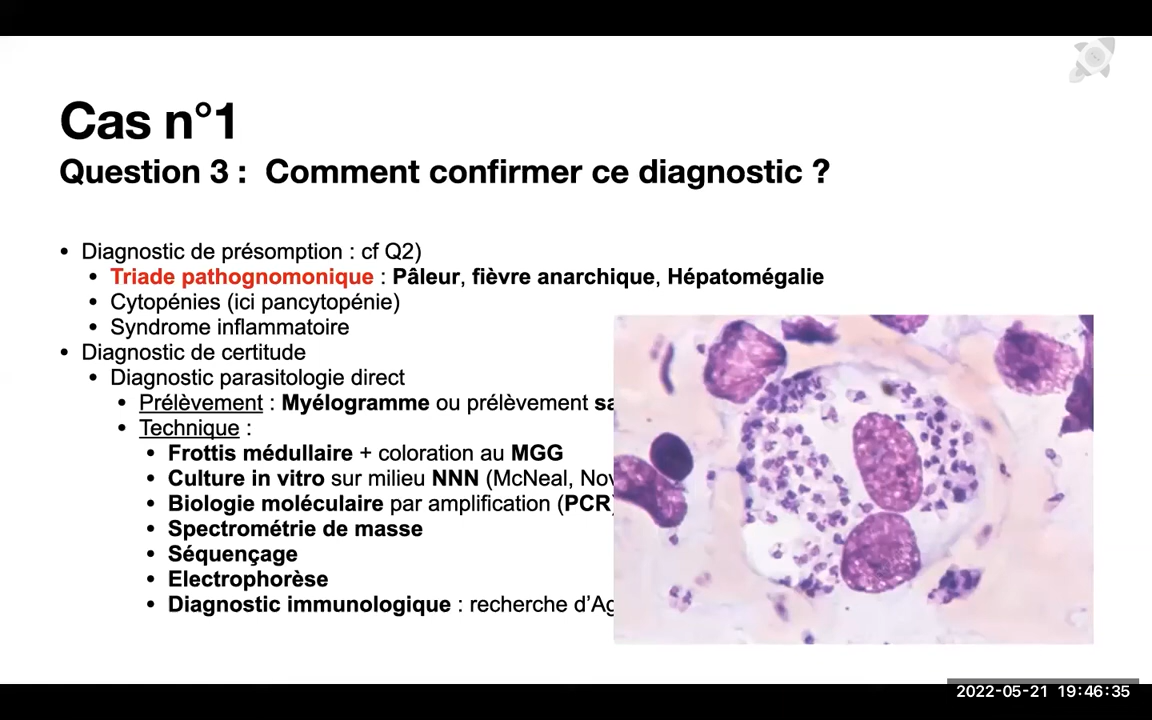 Cas n°1
Question 3 : Comment confirmer ce diagnostic ?
• Diagnostic de présomption : cf Q2)
• Triade pathognomonique : Pâleur, fièvre anarchique, Hépatomégalie
• Cytopénies (ici pancytopénie)
• Syndrome inflammatoire
• Diagnostic de certitude
• Diagnostic parasitologie direct
• Prélèvement : Myélogramme ou prélèvement
• Technique :
• Frottis médullaire + coloration au MGG
• Culture in vitro sur milieu NNN (McNeal,
• Biologie moléculaire par amplification (PCR)
• Spectrométrie de masse
• Séquençage
• Electrophorèse
• Diagnostic immunologique : recherche
2022-05-21 19:46:35